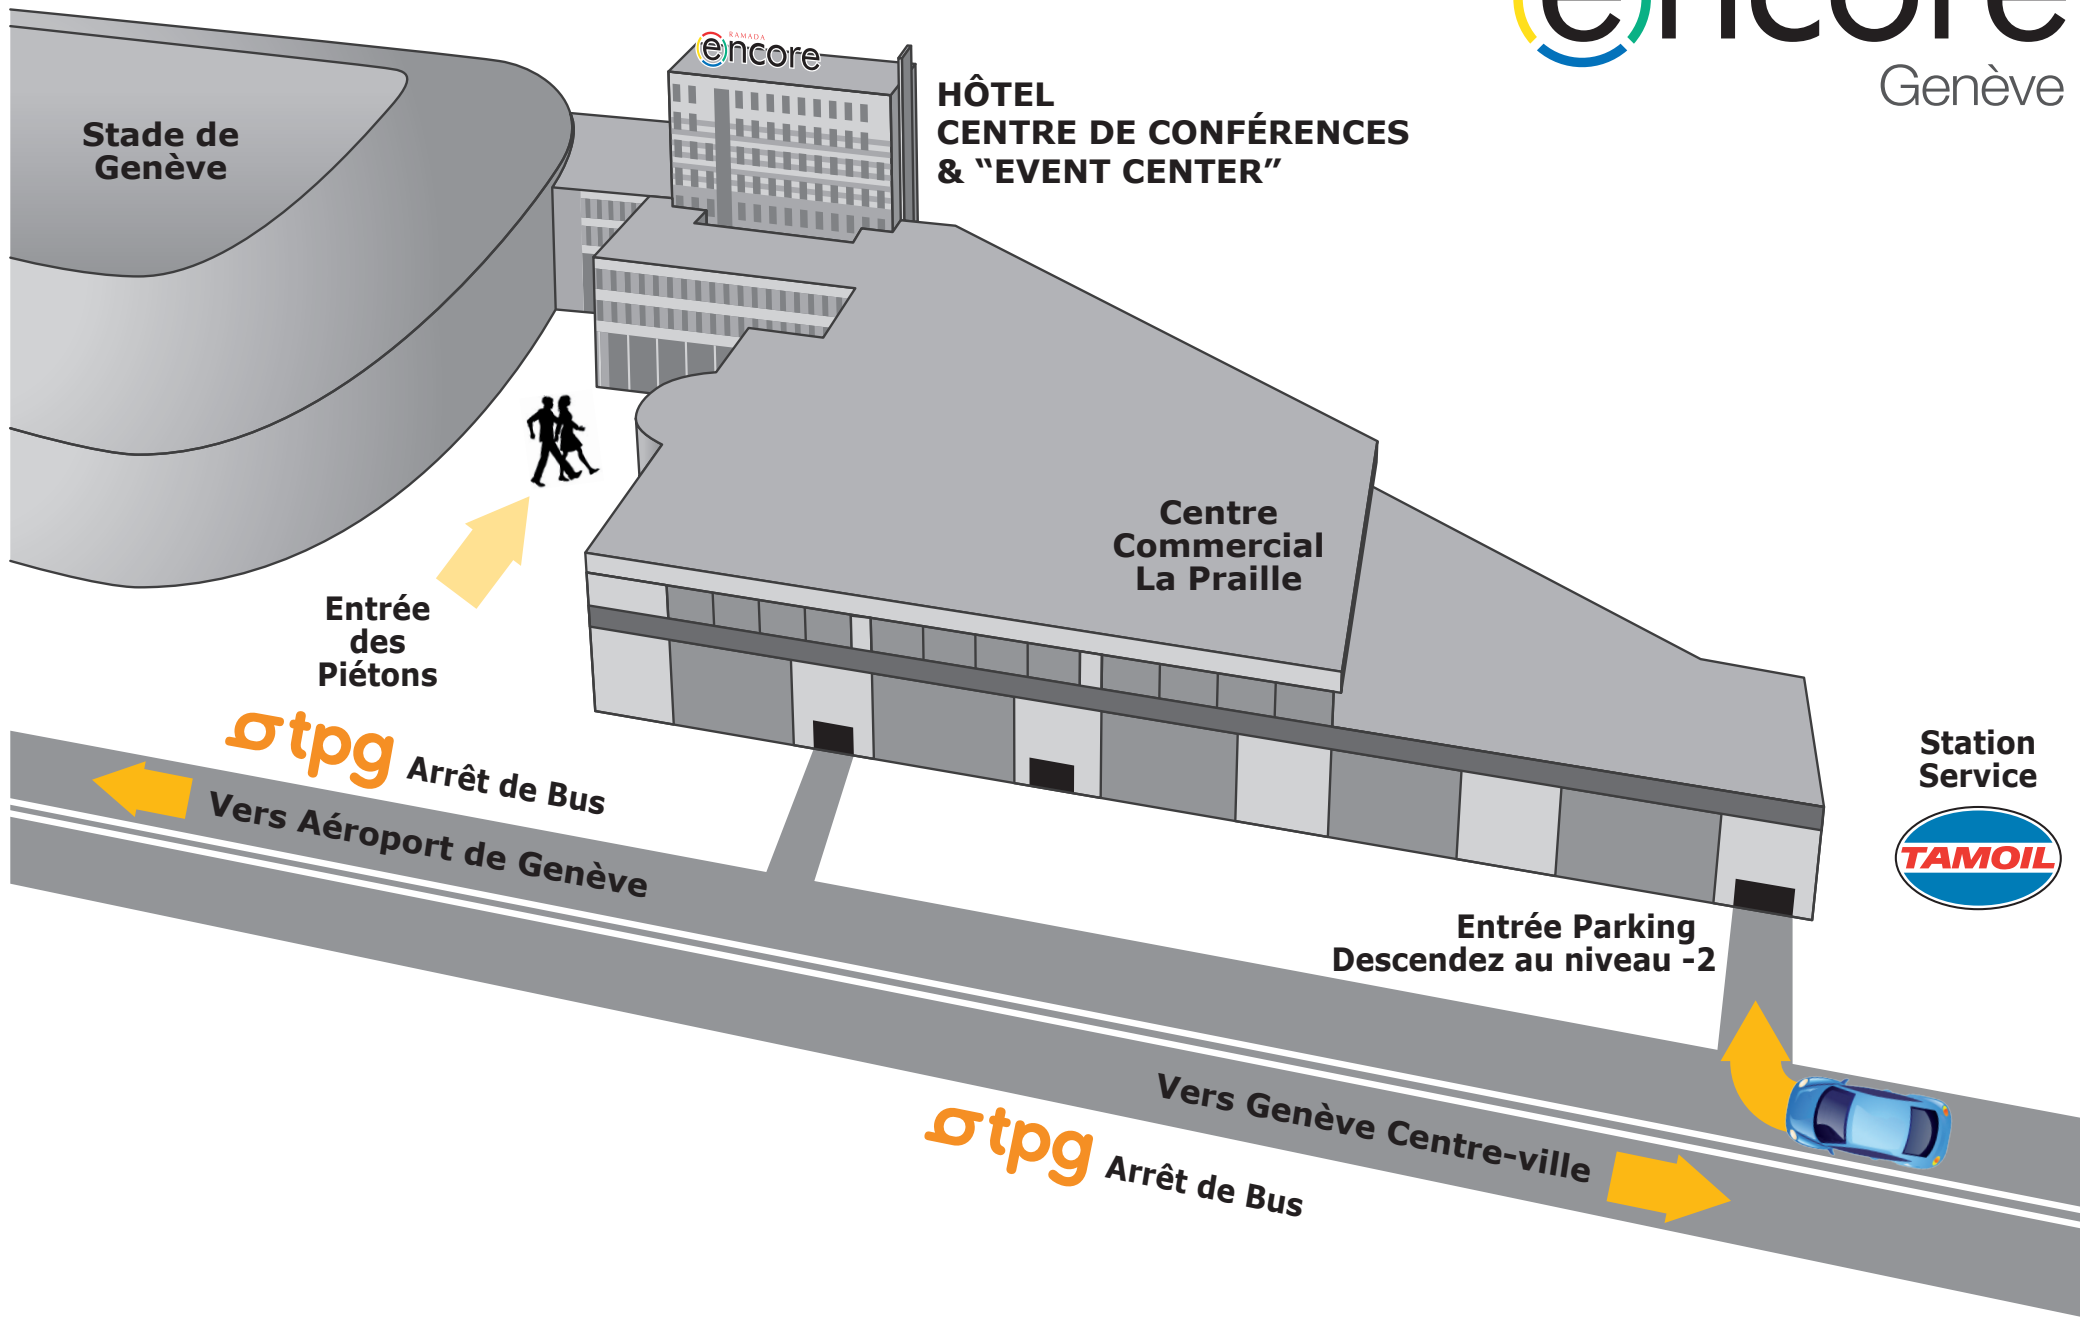 encore
Genève
RAMADA
encore
HÔTEL
CENTRE DE CONFÉRENCES
& “EVENT CENTER”
Stade de
Genève
Centre
Commercial
La Praille
Entrée
des
Piétons
tpg Arrêt de Bus
Vers Aéroport de Genève
Station
Service
TAMOIL
Entrée Parking
Descendez au niveau -2
Vers Genève Centre-ville
tpg Arrêt de Bus